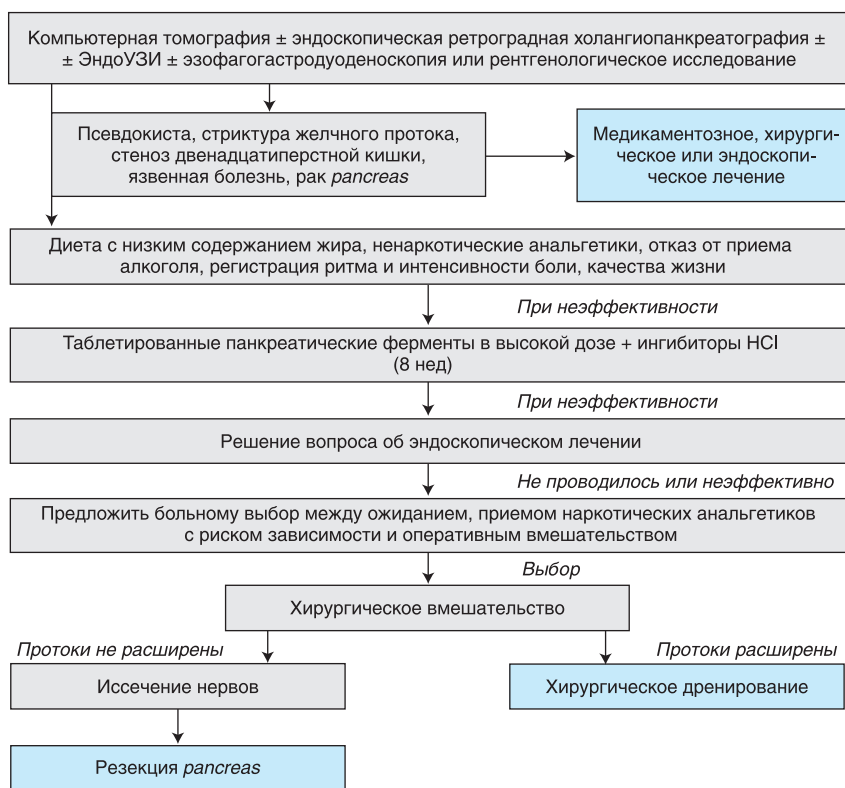 Компьютерная томография ± эндоскопическая ретроградная холангиопанкреатография ±
± ЭндоУЗИ ± эзофагогастродуоденоскопия или рентгенологическое исследование
Псевдокиста, стриктура желчного протока,
стеноз двенадцатиперстной кишки,
язвенная болезнь, рак pancreas
Медикаментозное, хирурги-
ческое или эндоскопи-
ческое лечение
Диета с низким содержанием жира, ненаркотические анальгетики, отказ от приема
алкоголя, регистрация ритма и интенсивности боли, качества жизни
При неэффективности
Таблетированные панкреатические ферменты в высокой дозе + ингибиторы HCl
(8 нед)
При неэффективности
Решение вопроса об эндоскопическом лечении
Не проводилось или неэффективно
Предложить больному выбор между ожиданием, приемом наркотических анальгетиков
с риском зависимости и оперативным вмешательством
Выбор
Хирургическое вмешательство
Протоки не расширены
Протоки расширены
Иссечение нервов
Хирургическое дренирование
Резекция pancreas